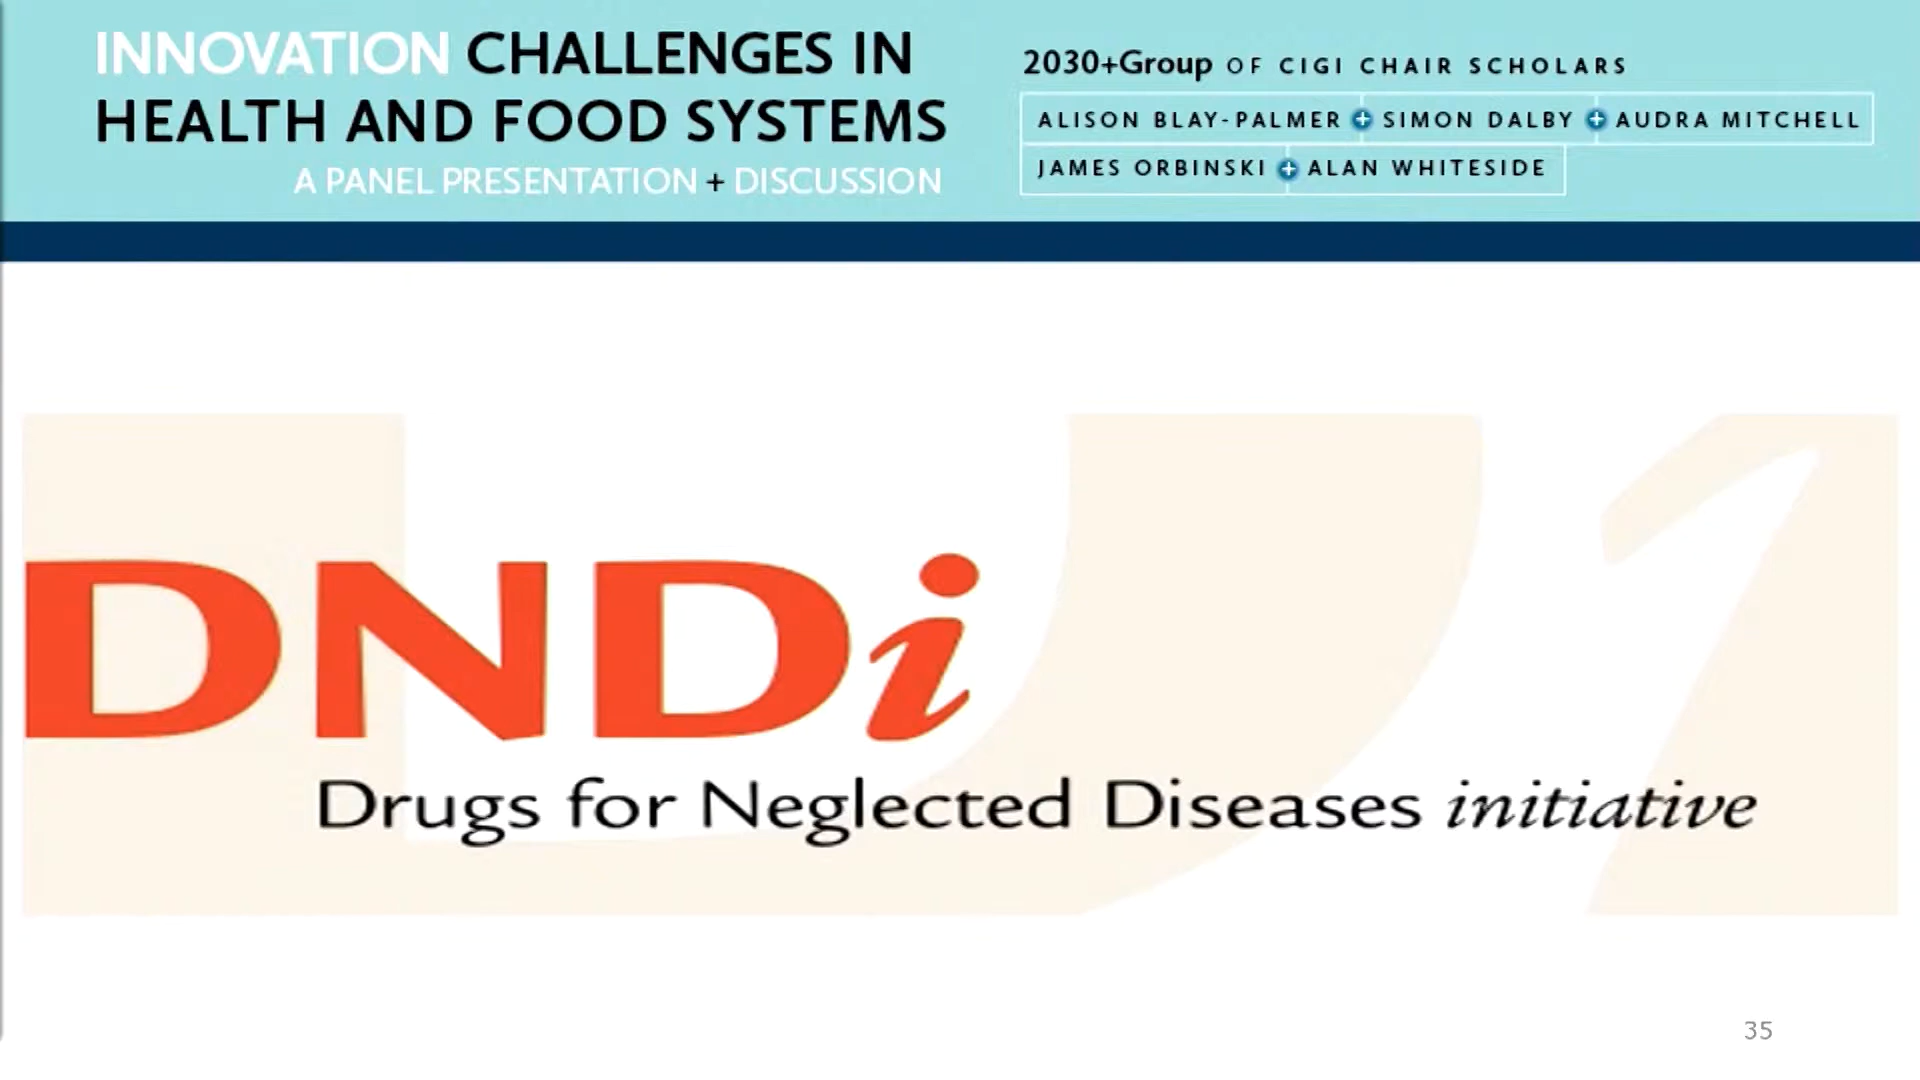 INNOVATION CHALLENGES IN
HEALTH AND FOOD SYSTEMS
A PANEL PRESENTATION + DISCUSSION
2030+Group OF CIGI CHAIR SCHOLARS
ALISON BLAY-PALMER + SIMON DALBY + AUDRA MITCHELL
JAMES ORBINSKI + ALAN WHITESIDE
DNDi
Drugs for Neglected Diseases initiative
35